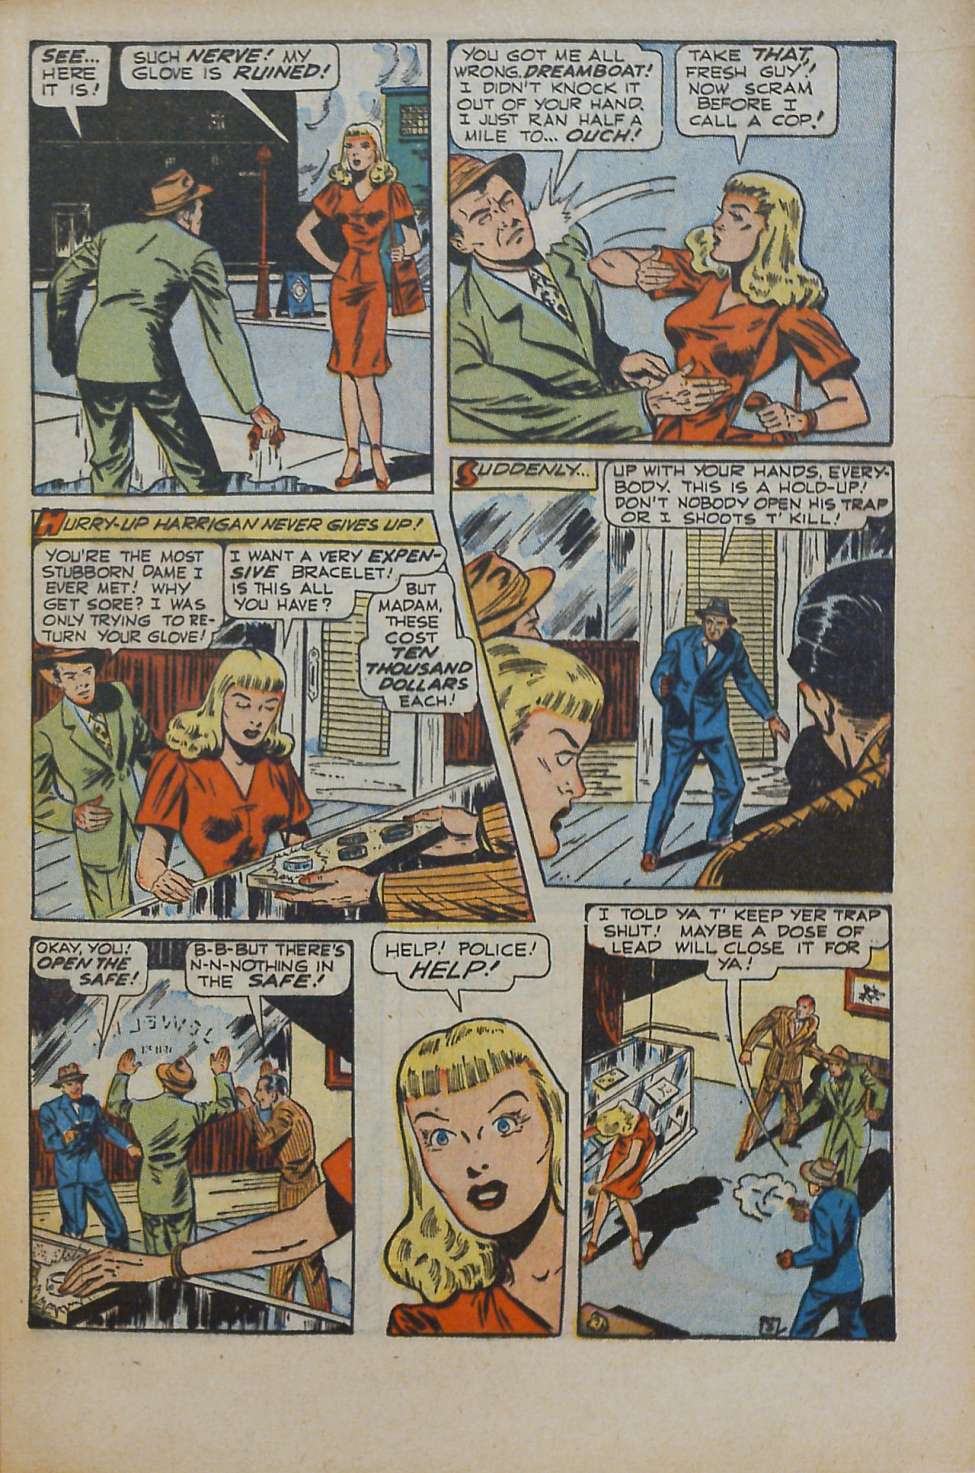 SEE...
HERE
IT IS!
SUCH NERVE! MY
GLOVE IS RUINED!
YOU GOT ME ALL
WRONG, DREAMBOAT!
I DIDN'T KNOCK IT
OUT OF YOUR HAND.
I JUST RAN HALF A
MILE TO... OUCH!
TAKE THAT,
FRESH GUY!
NOW SCRAM
BEFORE I
CALL A COP!
HURRY-UP HARRIGAN NEVER GIVES UP!
YOU'RE THE MOST
STUBBORN DAME I
EVER MET! WHY
GET SORE? I WAS
ONLY TRYING TO RE-
TURN YOUR GLOVE!
I WANT A VERY EXPEN-
SIVE BRACELET!
IS THIS ALL
YOU HAVE?
BUT
MADAM,
THESE
COST
TEN
THOUSAND
DOLLARS
EACH!
SUDDENLY...
UP WITH YOUR HANDS, EVERY-
BODY. THIS IS A HOLD-UP!
DON'T NOBODY OPEN HIS TRAP
OR I SHOOTS T' KILL!
OKAY, YOU!
OPEN THE
SAFE!
B-B-BUT THERE'S
N-N-NOTHING IN
THE SAFE!
HELP! POLICE!
HELP!
I TOLD YA T' KEEP YER TRAP
SHUT! MAYBE A DOSE OF
LEAD WILL CLOSE IT FOR
YA!